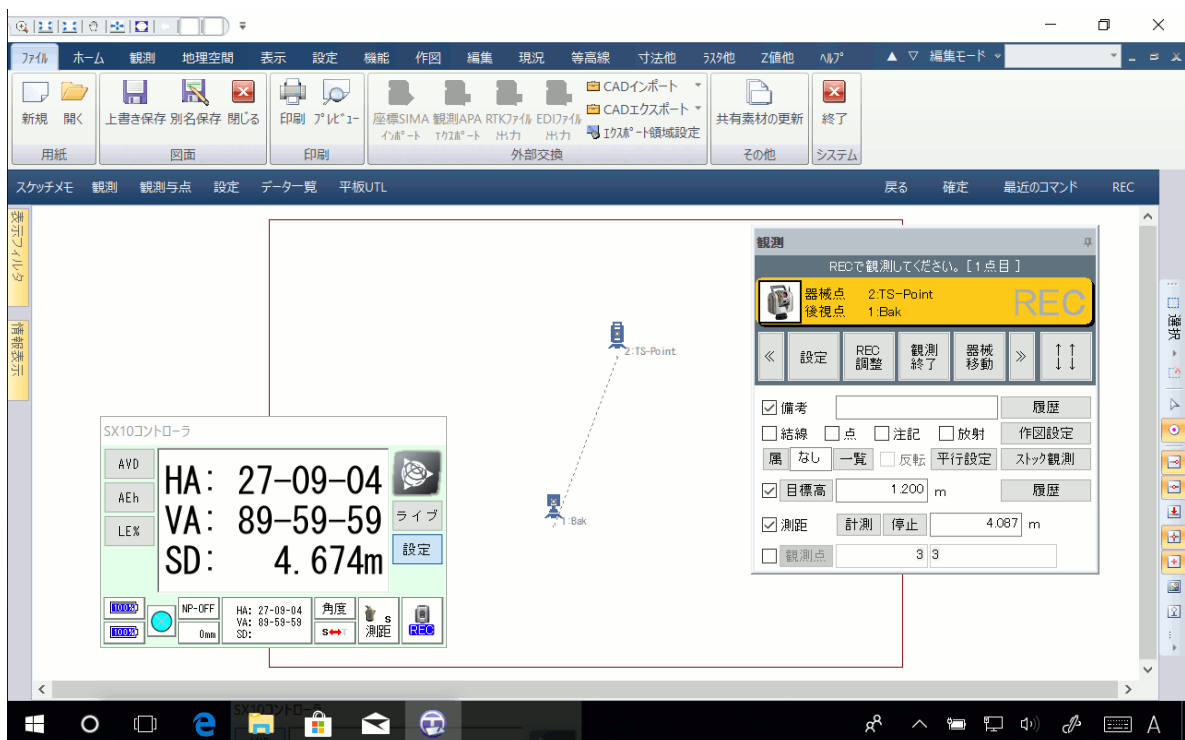 ファイル ホーム 観測 地理空間 表示 設定 機能 作図 編集 現況 等高線 寸法他 ﾗｽﾀ他 Z値他 ﾍﾙﾌﾟ ▲ ▽ 編集モード
新規 開く 上書き保存 別名保存 閉じる 印刷 ﾌﾟﾚﾋﾞｭｰ 座標SIMA ｲﾝﾎﾟｰﾄ 観測APA ｴｸｽﾎﾟｰﾄ RTKﾌｧｲﾙ 出力 EDIﾌｧｲﾙ 出力 共有素材の更新 終了
CADインポート
CADエクスポート
ｴｸｽﾎﾟｰﾄ領域設定
用紙 図面 印刷 外部交換 その他 システム
スケッチメモ 観測 観測与点 設定 データ一覧 平板UTL 戻る 確定 最近のコマンド REC
表示フィルタ
情報表示
2:TS-Point
1:Bak
SX10コントローラ
AVD
AEh
LE%
HA: 27-09-04
VA: 89-59-59
SD: 4.674m
ライブ
設定
100%
100%
NP-OFF
0mm
HA: 27-09-04
VA: 89-59-59
SD:
角度
S↔T
S
測距
REC
観測
RECで観測してください。[1点目]
器械点 2:TS-Point
後視点 1:Bak
REC
≪ 設定 REC調整 観測終了 器械移動 ≫ ↑↑↓↓
備考 履歴
結線 点 注記 放射 作図設定
属 なし 一覧 反転 平行設定 ストック観測
目標高 1.200 m 履歴
測距 計測 停止 4.087 m
観測点 3 3
選択
SX10コントローラ
A